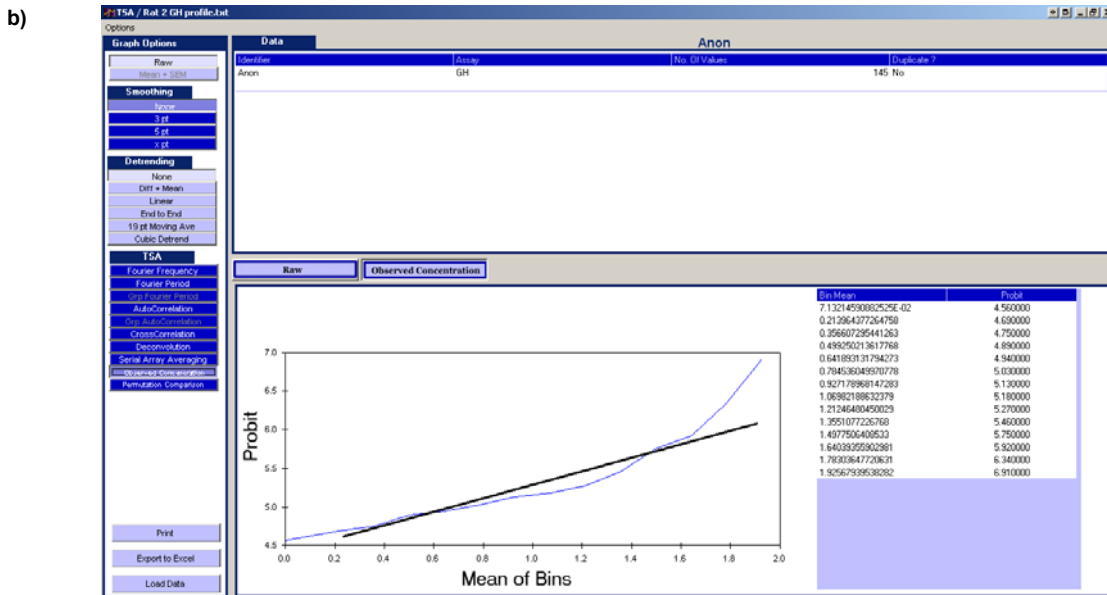 b)
TSA / Rat 2 GH profile.txt
Options
Graph Options
Raw
Mean + SEM
Smoothing
None
3 pt
5 pt
x pt
Detrending
None
Diff + Mean
Linear
End to End
19 pt Moving Ave
Cubic Detrend
TSA
Fourier Frequency
Fourier Period
Grp Fourier Period
AutoCorrelation
Grp AutoCorrelation
CrossCorrelation
Deconvolution
Serial Array Averaging
Observed Concentration
Permutation Comparison
Print
Export to Excel
Load Data
Data
Anon
Identifier Assay No. Of Values Duplicate ?
Anon GH 145 No
Raw
Observed Concentration
Probit
7.0
6.5
6.0
5.5
5.0
4.5
0.0 0.2 0.4 0.6 0.8 1.0 1.2 1.4 1.6 1.8 2.0
Mean of Bins
Bin Mean Probit
7.13214590882525E-02 4.560000
0.213964377264758 4.690000
0.356607295441263 4.750000
0.499250213617768 4.890000
0.641893131794273 4.940000
0.784536049970778 5.030000
0.927178968147283 5.130000
1.06982188632379 5.180000
1.21246480450029 5.270000
1.3551077226768 5.460000
1.4977506408533 5.750000
1.64039355902981 5.920000
1.78303647720631 6.340000
1.92567939538282 6.910000